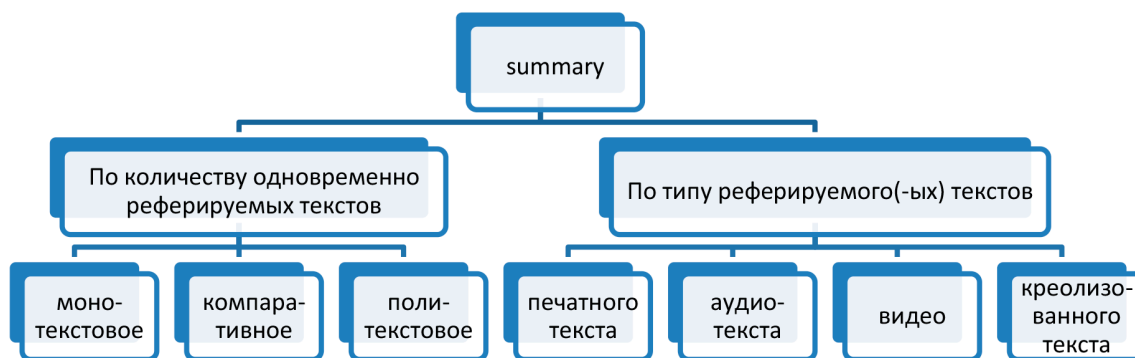 summary
По количеству одновременно
реферируемых текстов
По типу реферируемого(-ых) текстов
моно-
текстовое
компара-
тивное
поли-
текстовое
печатного
текста
аудио-
текста
видео
креолизо-
ванного
текста